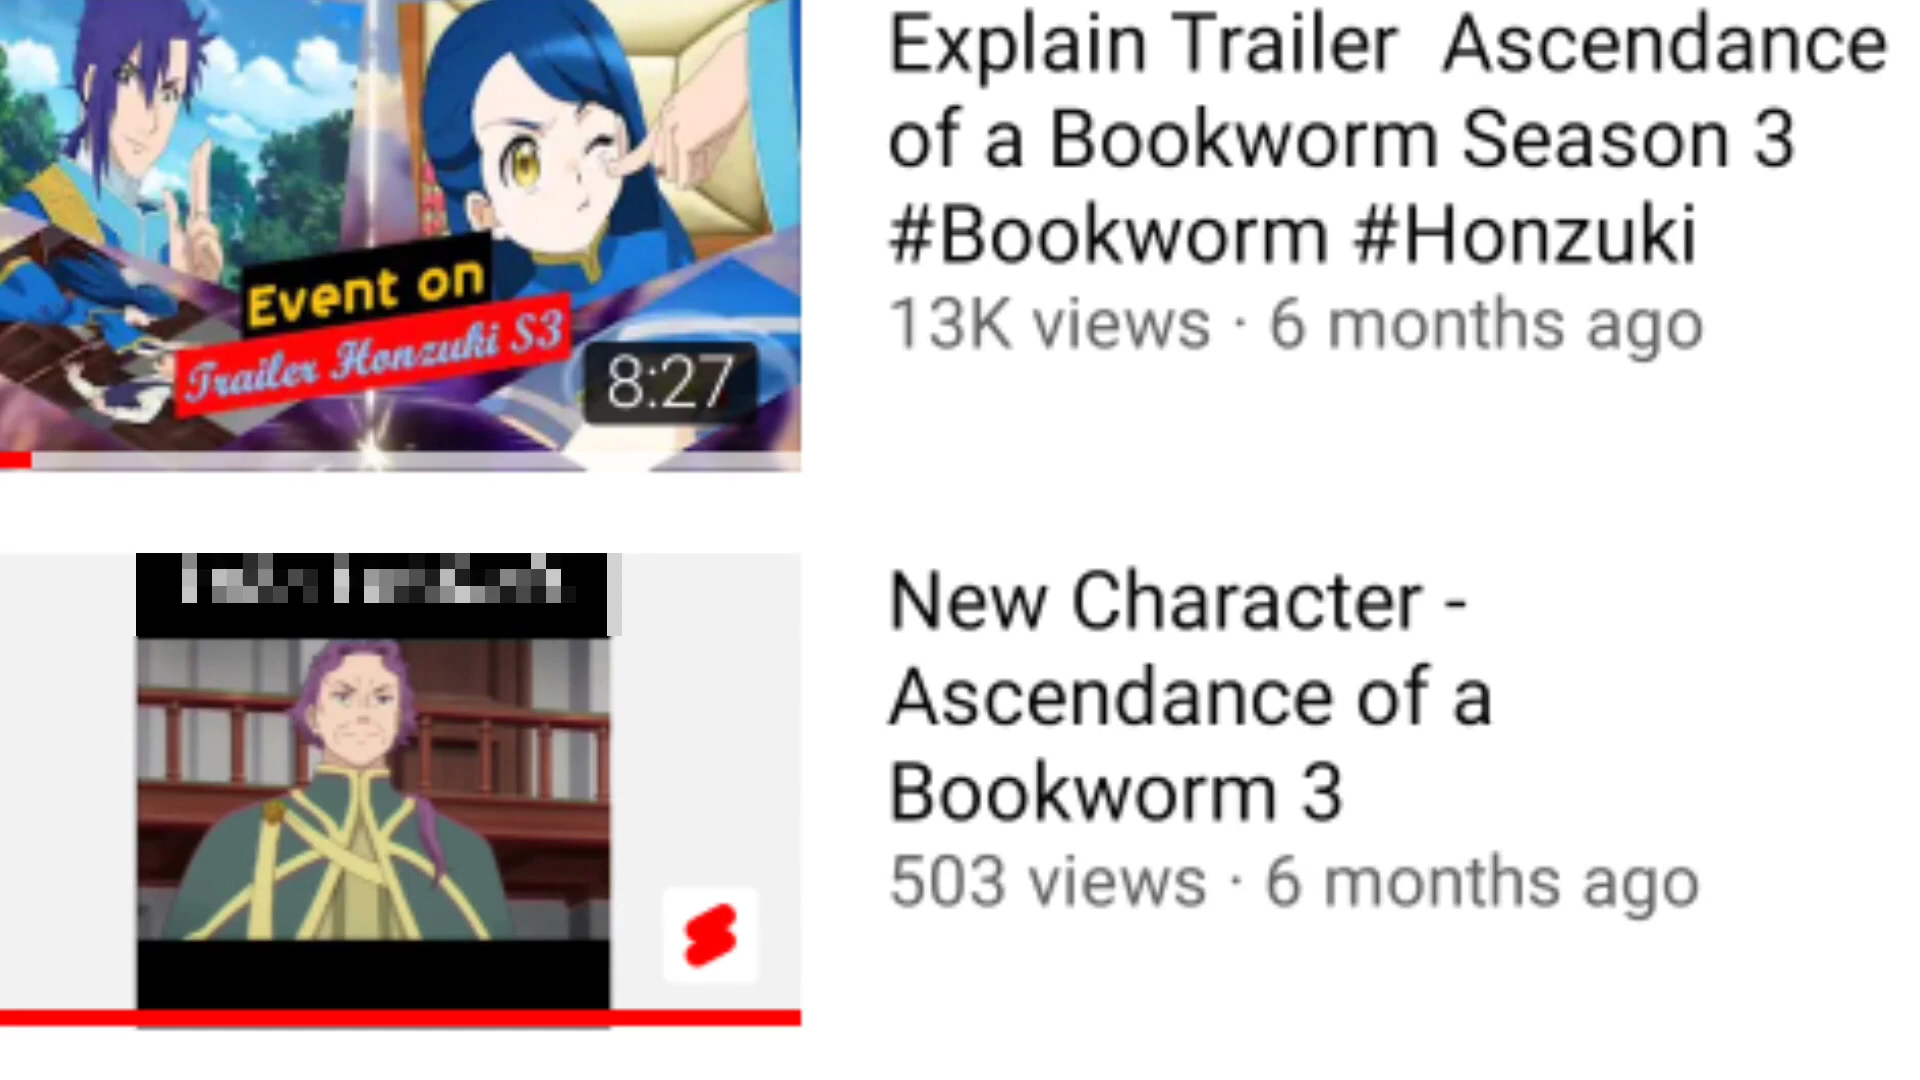 Explain Trailer Ascendance
of a Bookworm Season 3
#Bookworm #Honzuki
13K views · 6 months ago
Event on
Trailer Honzuki S3
8:27
New Character -
Ascendance of a
Bookworm 3
503 views · 6 months ago